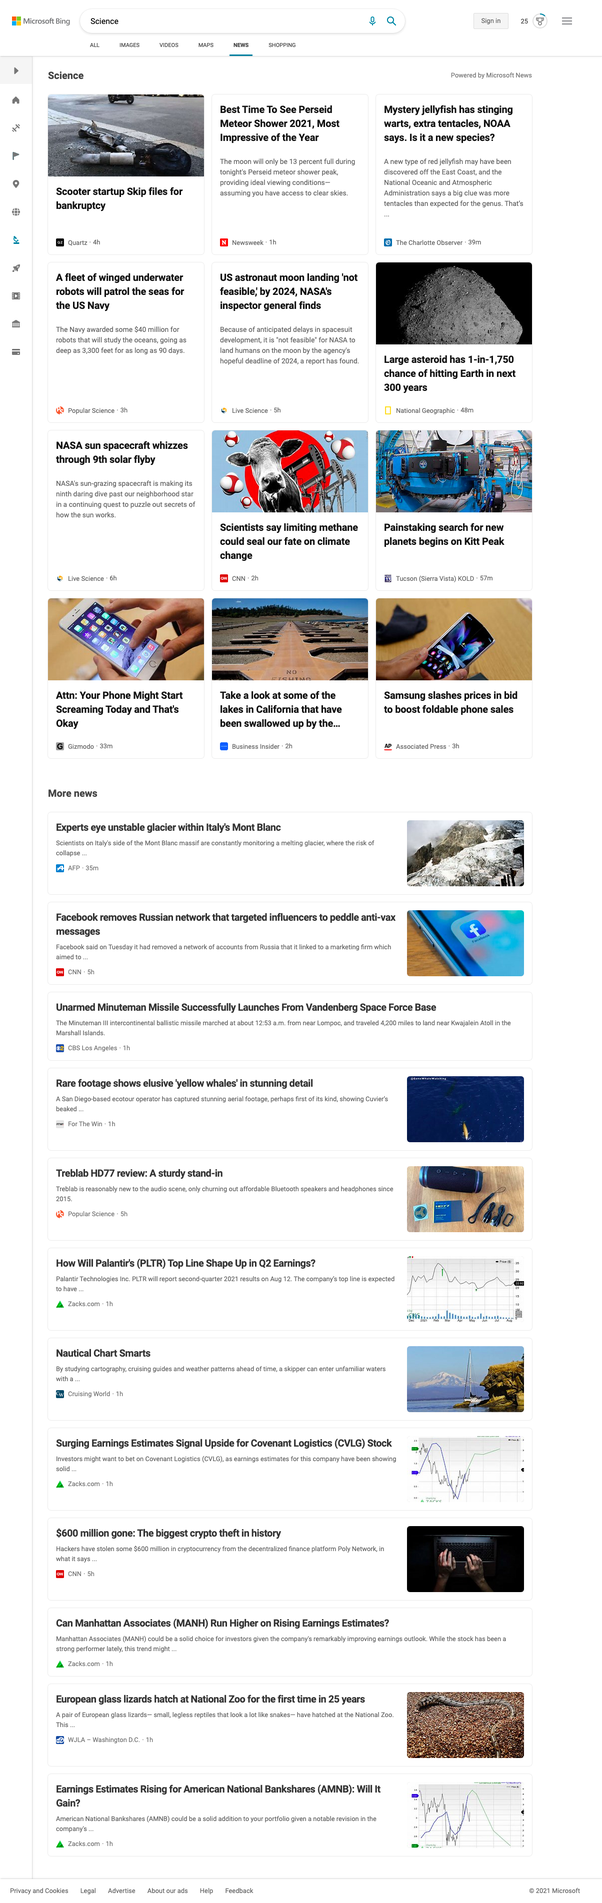 Microsoft Bing
Science
Sign in
25
ALL IMAGES VIDEOS MAPS NEWS SHOPPING
Science
Powered by Microsoft News
Scooter startup Skip files for
bankruptcy
Quartz · 4h
Best Time To See Perseid
Meteor Shower 2021, Most
Impressive of the Year
The moon will only be 13 percent full during
tonight's Perseid meteor shower peak,
providing ideal viewing conditions—
assuming you have access to clear skies.
Newsweek · 1h
Mystery jellyfish has stinging
warts, extra tentacles, NOAA
says. Is it a new species?
A new type of red jellyfish may have been
discovered off the East Coast, and the
National Oceanic and Atmospheric
Administration says a big clue was more
tentacles than expected for the genus. That's
...
The Charlotte Observer · 39m
A fleet of winged underwater
robots will patrol the seas for
the US Navy
The Navy awarded some $40 million for
robots that will study the oceans, going as
deep as 3,300 feet for as long as 90 days.
Popular Science · 3h
US astronaut moon landing 'not
feasible,' by 2024, NASA's
inspector general finds
Because of anticipated delays in spacesuit
development, it is "not feasible" for NASA to
land humans on the moon by the agency's
hopeful deadline of 2024, a report has found.
Live Science · 5h
Large asteroid has 1-in-1,750
chance of hitting Earth in next
300 years
National Geographic · 48m
NASA sun spacecraft whizzes
through 9th solar flyby
NASA's sun-grazing spacecraft is making its
ninth daring dive past our neighborhood star
in a continuing quest to puzzle out secrets of
how the sun works.
Live Science · 6h
Scientists say limiting methane
could seal our fate on climate
change
CNN · 2h
Painstaking search for new
planets begins on Kitt Peak
Tucson (Sierra Vista) KOLD · 57m
Attn: Your Phone Might Start
Screaming Today and That's
Okay
Gizmodo · 33m
NO
FISHING
Take a look at some of the
lakes in California that have
been swallowed up by the...
Business Insider · 2h
Samsung slashes prices in bid
to boost foldable phone sales
AP
Associated Press · 3h
More news
Experts eye unstable glacier within Italy's Mont Blanc
Scientists on Italy's side of the Mont Blanc massif are constantly monitoring a melting glacier, where the risk of
collapse ...
AFP · 35m
Facebook removes Russian network that targeted influencers to peddle anti-vax
messages
Facebook said on Tuesday it had removed a network of accounts from Russia that it linked to a marketing firm which
aimed to ...
CNN · 5h
Unarmed Minuteman Missile Successfully Launches From Vandenberg Space Force Base
The Minuteman III intercontinental ballistic missile marched at about 12:53 a.m. from near Lompoc, and traveled 4,200 miles to land near Kwajalein Atoll in the
Marshall Islands.
CBS Los Angeles · 1h
Rare footage shows elusive 'yellow whales' in stunning detail
A San Diego-based ecotour operator has captured stunning aerial footage, perhaps first of its kind, showing Cuvier's
beaked ...
For The Win · 1h
Treblab HD77 review: A sturdy stand-in
Treblab is reasonably new to the audio scene, only churning out affordable Bluetooth speakers and headphones since
2015.
Popular Science · 5h
How Will Palantir's (PLTR) Top Line Shape Up in Q2 Earnings?
Palantir Technologies Inc. PLTR will report second-quarter 2021 results on Aug 12. The company's top line is expected
to have ...
Zacks.com · 1h
Nautical Chart Smarts
By studying cartography, cruising guides and weather patterns ahead of time, a skipper can enter unfamiliar waters
with a ...
Cruising World · 1h
Surging Earnings Estimates Signal Upside for Covenant Logistics (CVLG) Stock
Investors might want to bet on Covenant Logistics (CVLG), as earnings estimates for this company have been showing
solid ...
Zacks.com · 1h
$600 million gone: The biggest crypto theft in history
Hackers have stolen some $600 million in cryptocurrency from the decentralized finance platform Poly Network, in
what it says ...
CNN · 5h
Can Manhattan Associates (MANH) Run Higher on Rising Earnings Estimates?
Manhattan Associates (MANH) could be a solid choice for investors given the company's remarkably improving earnings outlook. While the stock has been a
strong performer lately, this trend might ...
Zacks.com · 1h
European glass lizards hatch at National Zoo for the first time in 25 years
A pair of European glass lizards— small, legless reptiles that look a lot like snakes— have hatched at the National Zoo.
This ...
WJLA – Washington D.C. · 1h
Earnings Estimates Rising for American National Bankshares (AMNB): Will It
Gain?
American National Bankshares (AMNB) could be a solid addition to your portfolio given a notable revision in the
company's ...
Zacks.com · 1h
Privacy and Cookies Legal Advertise About our ads Help Feedback
© 2021 Microsoft